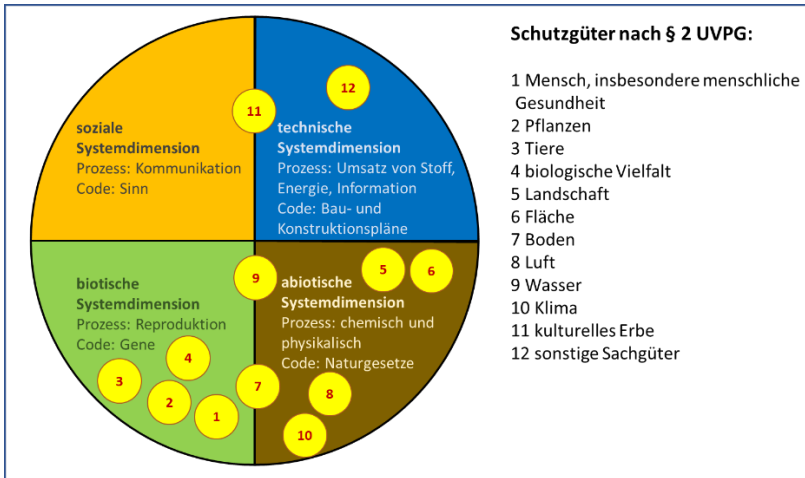 11
12
soziale
Systemdimension
Prozess: Kommunikation
Code: Sinn
technische
Systemdimension
Prozess: Umsatz von Stoff,
Energie, Information
Code: Bau- und
Konstruktionspläne
biotische
Systemdimension
Prozess: Reproduktion
Code: Gene
9
5
6
abiotische
Systemdimension
Prozess: chemisch und
physikalisch
Code: Naturgesetze
4
3
2
1
7
8
10
Schutzgüter nach § 2 UVPG:
1 Mensch, insbesondere menschliche
Gesundheit
2 Pflanzen
3 Tiere
4 biologische Vielfalt
5 Landschaft
6 Fläche
7 Boden
8 Luft
9 Wasser
10 Klima
11 kulturelles Erbe
12 sonstige Sachgüter